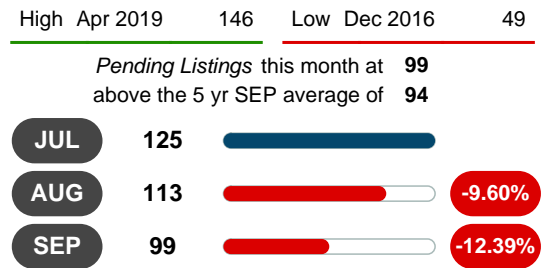 High Apr 2019 146 Low Dec 2016 49
Pending Listings this month at 99
above the 5 yr SEP average of 94
JUL 125
AUG 113 -9.60%
SEP 99 -12.39%